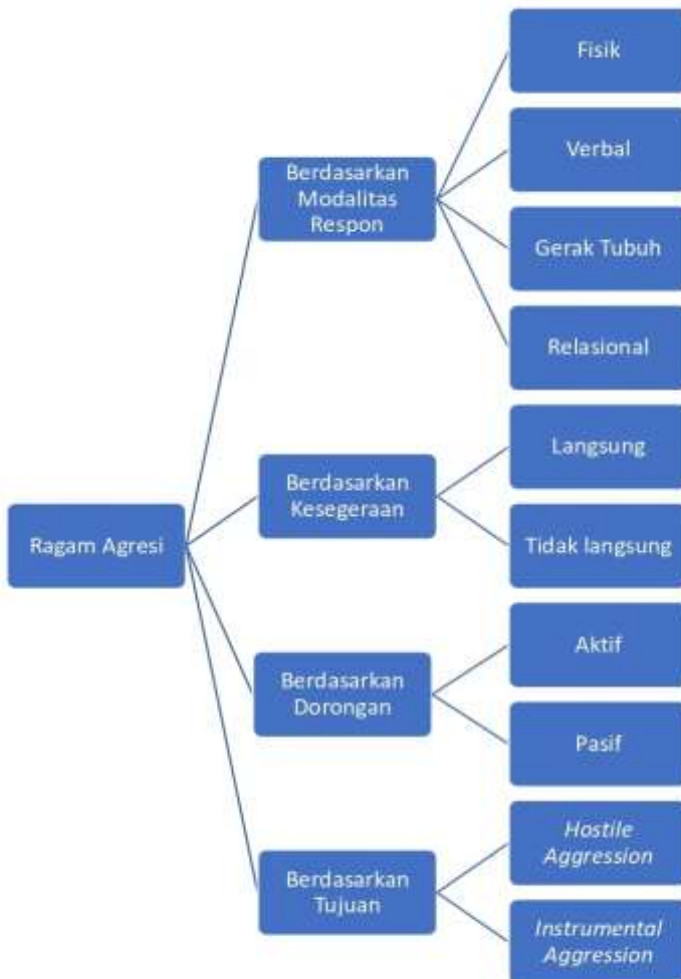 Ragam Agresi
Berdasarkan
Modalitas
Respon
Fisik
Verbal
Gerak Tubuh
Relasional
Berdasarkan
Kesegeraan
Langsung
Tidak langsung
Berdasarkan
Dorongan
Aktif
Pasif
Berdasarkan
Tujuan
Hostile
Aggression
Instrumental
Aggression